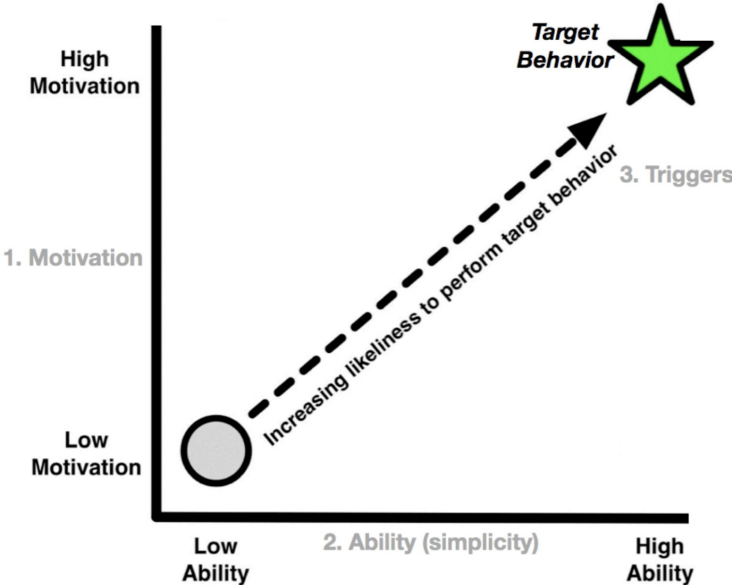 Target
Behavior
High
Motivation
3. Triggers
1. Motivation
Increasing likeliness to perform target behavior
Low
Motivation
2. Ability (simplicity)
Low
Ability
High
Ability